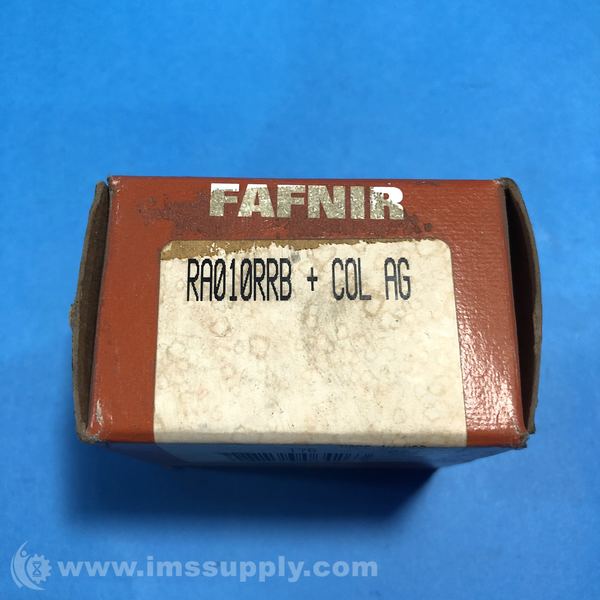 FAFNIR
RA010RRB + COL AG
www.imssupply.com